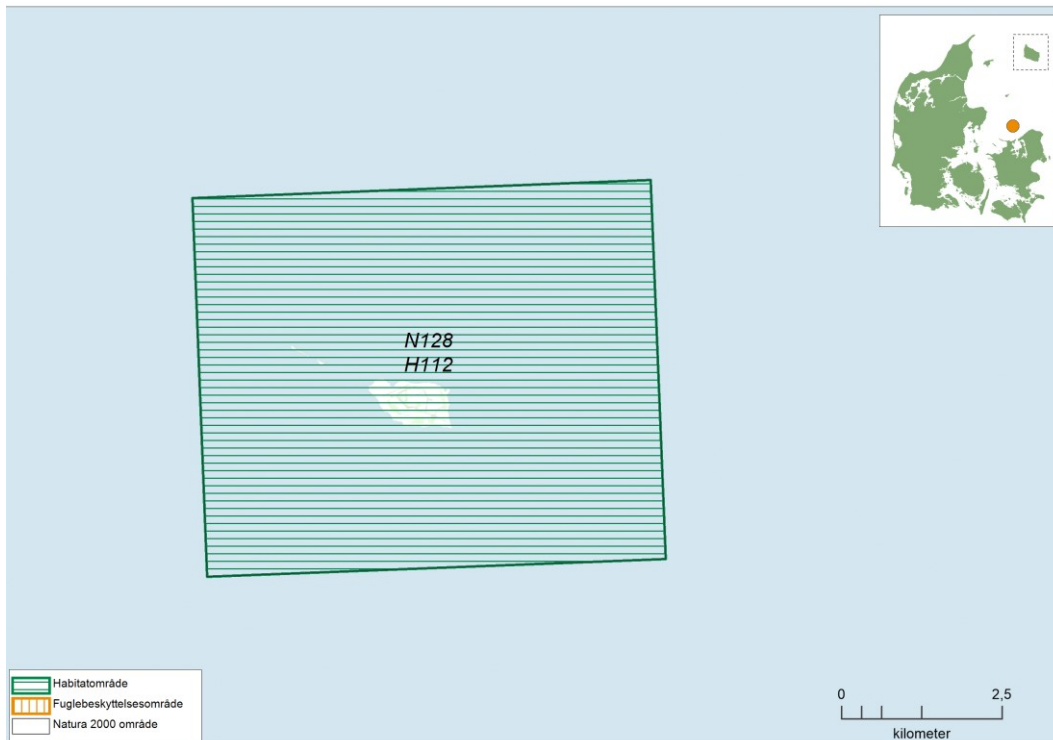 N128
H112
Habitatområde
Fuglebeskyttelsesområde
Natura 2000 område
0 2,5
kilometer